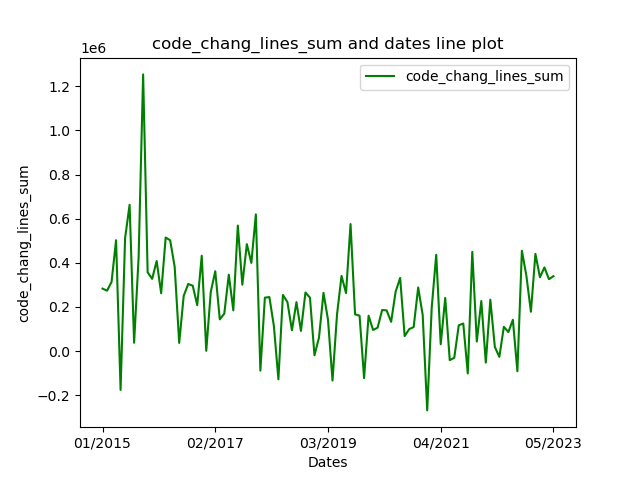 code_chang_lines_sum and dates line plot
1e6
code_chang_lines_sum
1.2
1.0
0.8
0.6
0.4
0.2
0.0
−0.2
code_chang_lines_sum
01/2015 02/2017 03/2019 04/2021 05/2023
Dates